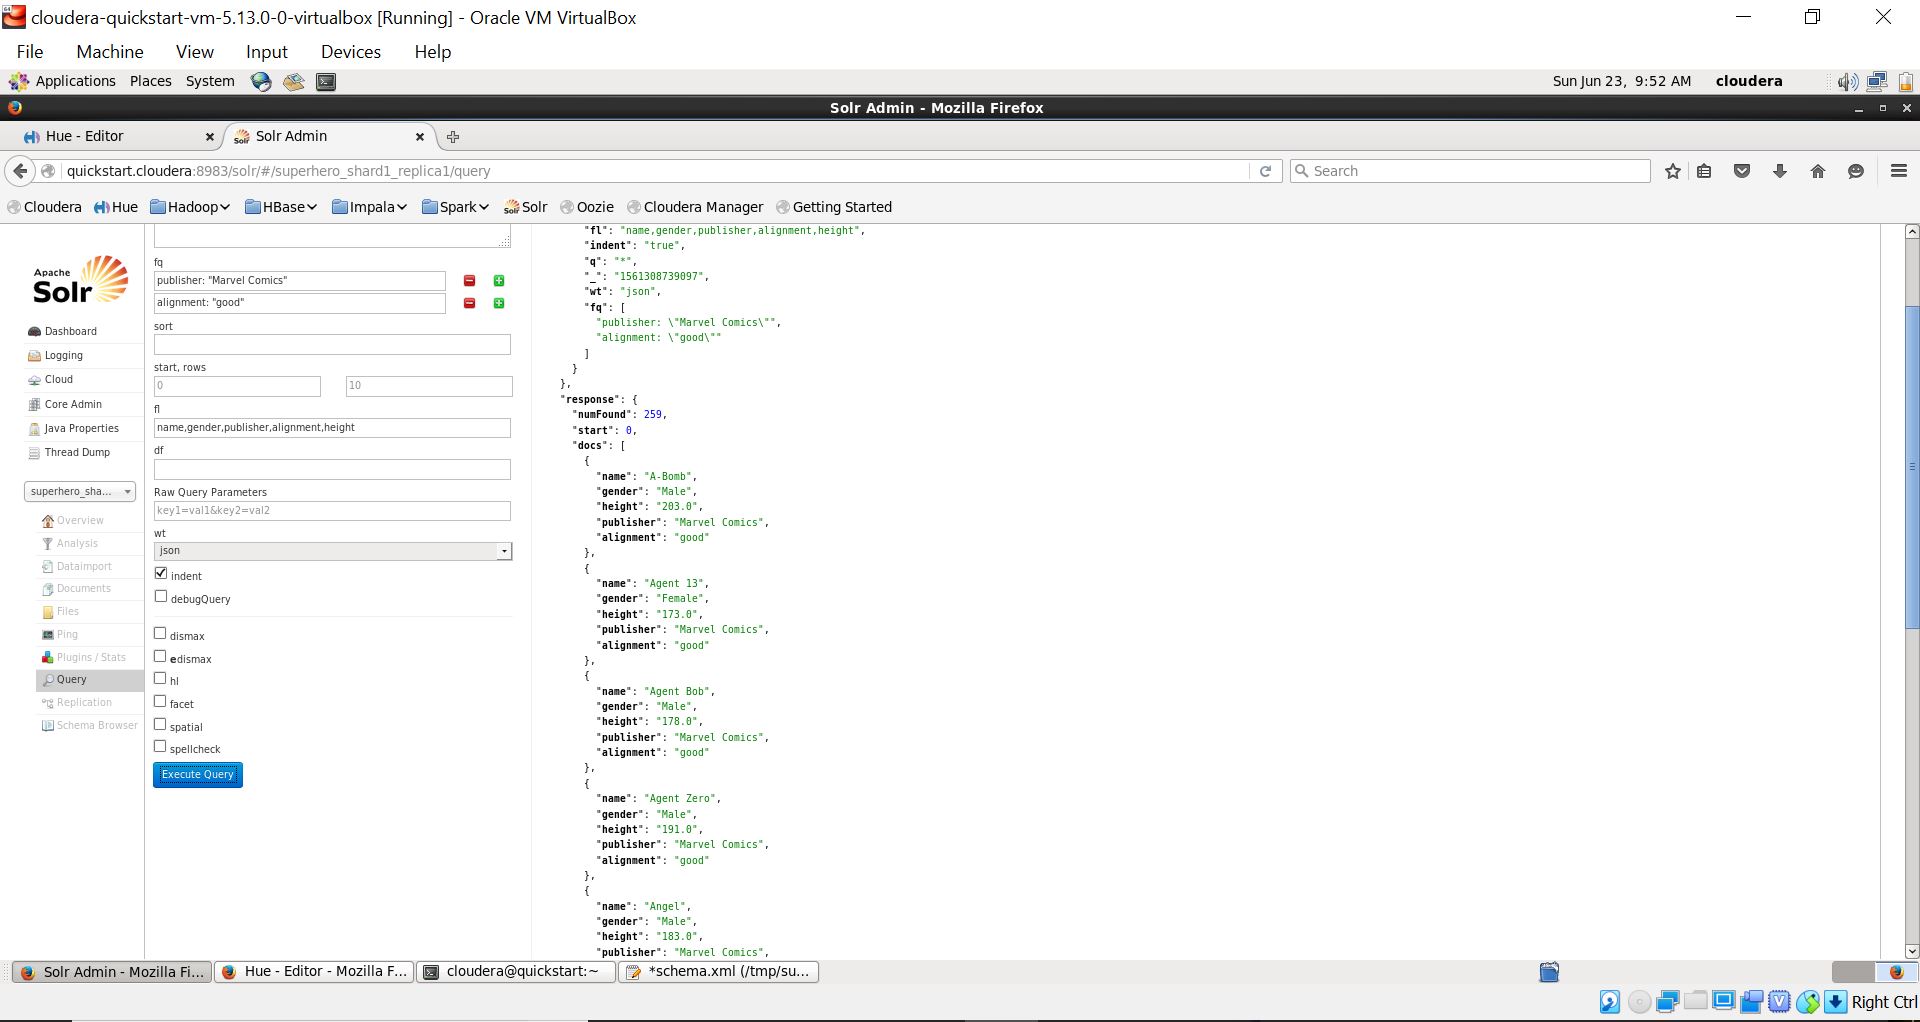 cloudera-quickstart-vm-5.13.0-0-virtualbox [Running] - Oracle VM VirtualBox
File Machine View Input Devices Help
Applications Places System Sun Jun 23, 9:52 AM cloudera
Solr Admin - Mozilla Firefox
Hue - Editor Solr Admin
quickstart.cloudera:8983/solr/#/superhero_shard1_replica1/query Search
Cloudera Hue Hadoop HBase Impala Spark Solr Oozie Cloudera Manager Getting Started
Apache
Solr
Dashboard
Logging
Cloud
Core Admin
Java Properties
Thread Dump
superhero_sha...
Overview
Analysis
Dataimport
Documents
Files
Ping
Plugins / Stats
Query
Replication
Schema Browser
fq
publisher: "Marvel Comics"
alignment: "good"
sort
start, rows
0 10
fl
name,gender,publisher,alignment,height
df
Raw Query Parameters
key1=val1&key2=val2
wt
json
indent
debugQuery
dismax
edismax
hl
facet
spatial
spellcheck
Execute Query
"fl": "name,gender,publisher,alignment,height",
"indent": "true",
"q": "*",
"_": "1561308739097",
"wt": "json",
"fq": [
"publisher: \"Marvel Comics\"",
"alignment: \"good\""
]
}
},
"response": {
"numFound": 259,
"start": 0,
"docs": [
{
"name": "A-Bomb",
"gender": "Male",
"height": "203.0",
"publisher": "Marvel Comics",
"alignment": "good"
},
{
"name": "Agent 13",
"gender": "Female",
"height": "173.0",
"publisher": "Marvel Comics",
"alignment": "good"
},
{
"name": "Agent Bob",
"gender": "Male",
"height": "178.0",
"publisher": "Marvel Comics",
"alignment": "good"
},
{
"name": "Agent Zero",
"gender": "Male",
"height": "191.0",
"publisher": "Marvel Comics",
"alignment": "good"
},
{
"name": "Angel",
"gender": "Male",
"height": "183.0",
"publisher": "Marvel Comics",
Solr Admin - Mozilla Fi... Hue - Editor - Mozilla F... cloudera@quickstart:~ *schema.xml (/tmp/su...
Right Ctrl